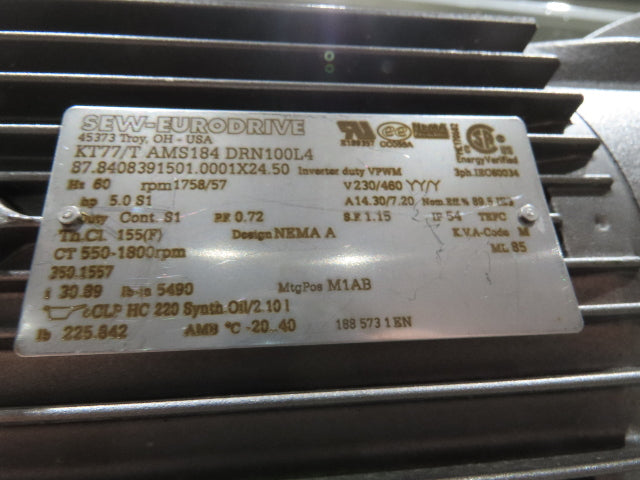 SEW-EURODRIVE
45373 Troy, OH - USA
KT77/T AMS184 DRN100L4
87.8408391501.0001X24.50 Inverter duty VPWM 3ph.IEC60034
Hz 60 rpm 1758/57 V 230/460 YY/Y
hp 5.0 S1 A 14.30/7.20 Nom.Eff.%
Duty Cont. S1 P.F. 0.72 S.F. 1.15 IP 54 TEFC
Th.Cl. 155(F) Design NEMA A K.V.A-Code M
CT 550-1800rpm ML 85
350.1557
i 30.89 lb-in 5490 MtgPos M1AB
CLP HC 220 Synth Oil/2.10 l
lb 225.842 AMB °C -20..40 188 573 1 EN
EnergyVerified